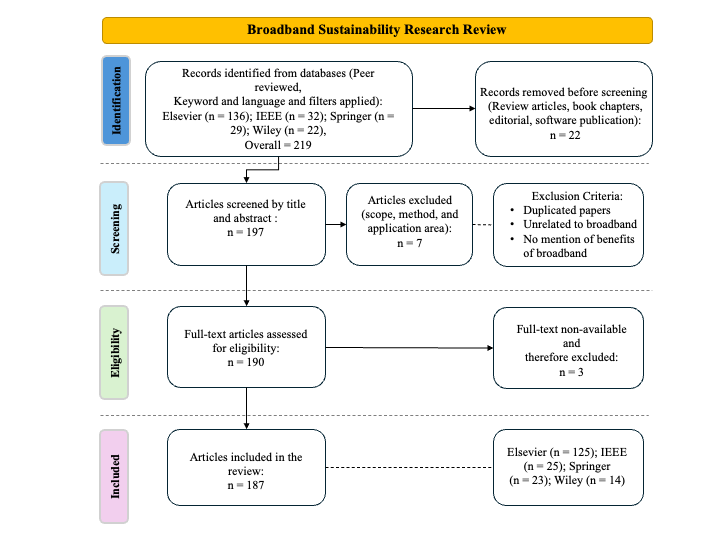 Broadband Sustainability Research Review
Identification
Records identified from databases (Peer
reviewed,
Keyword and language and filters applied):
Elsevier (n = 136); IEEE (n = 32); Springer (n =
29); Wiley (n = 22),
Overall = 219
Records removed before screening
(Review articles, book chapters,
editorial, software publication):
n = 22
Screening
Articles screened by title
and abstract :
n = 197
Articles excluded
(scope, method, and
application area):
n = 7
Exclusion Criteria:
• Duplicated papers
• Unrelated to broadband
• No mention of benefits
of broadband
Eligibility
Full-text articles assessed
for eligibility:
n = 190
Full-text non-available
and
therefore excluded:
n = 3
Included
Articles included in the
review:
n = 187
Elsevier (n = 125); IEEE
(n = 25); Springer
(n = 23); Wiley (n = 14)